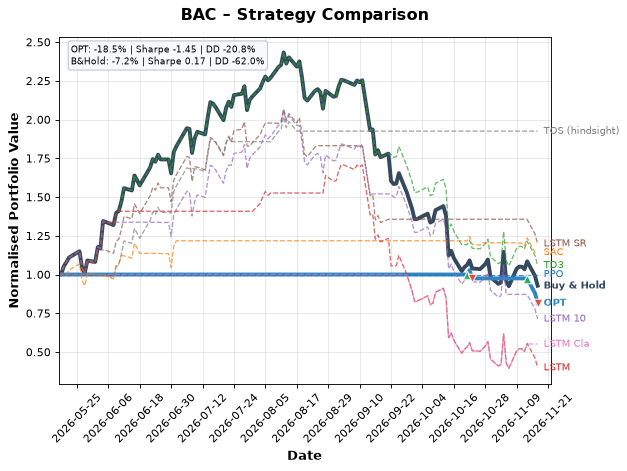 BAC – Strategy Comparison
OPT: -18.5% | Sharpe -1.45 | DD -20.8%
B&Hold: -7.2% | Sharpe 0.17 | DD -62.0%
Normalised Portfolio Value
2.50
2.25
2.00
1.75
1.50
1.25
1.00
0.75
0.50
TOS (hindsight)
LSTM SR
SAC
TO3
PPO
Buy & Hold
OPT
LSTM 10
LSTM Cla
LSTM
2026-05-25
2026-06-06
2026-06-18
2026-06-30
2026-07-12
2026-07-24
2026-08-05
2026-08-17
2026-08-29
2026-09-10
2026-09-22
2026-10-04
2026-10-16
2026-10-28
2026-11-09
2026-11-21
Date